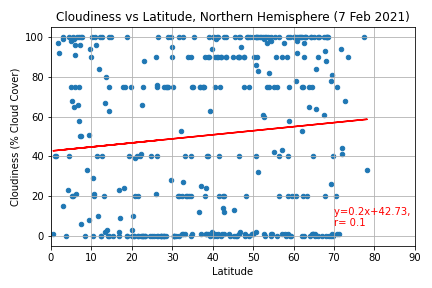 Cloudiness vs Latitude, Northern Hemisphere (7 Feb 2021)
100
80
60
40
20
0
Cloudiness (% Cloud Cover)
y=0.2x+42.73,
r= 0.1
0 10 20 30 40 50 60 70 80 90
Latitude